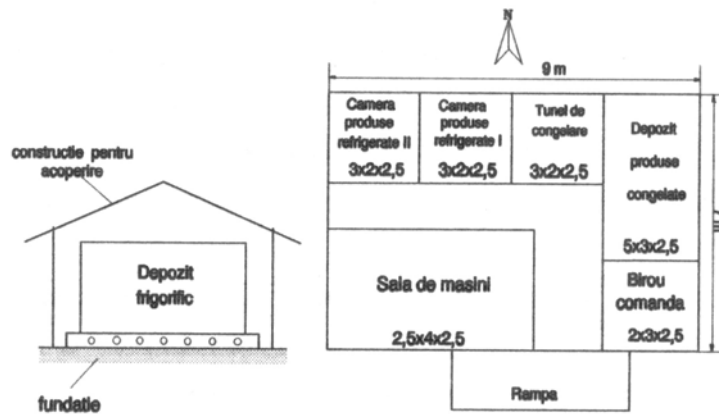 constructie pentru
acoperire
Depozit
frigorific
fundatie
N
9 m
Camera
produse
refrigerate II
3x2x2,5
Camera
produse
refrigerate I
3x2x2,5
Tunel de
congelare
3x2x2,5
Depozit
produse
congelate
5x3x2,5
Sala de masini
2,5x4x2,5
Birou
comanda
2x3x2,5
Rampa